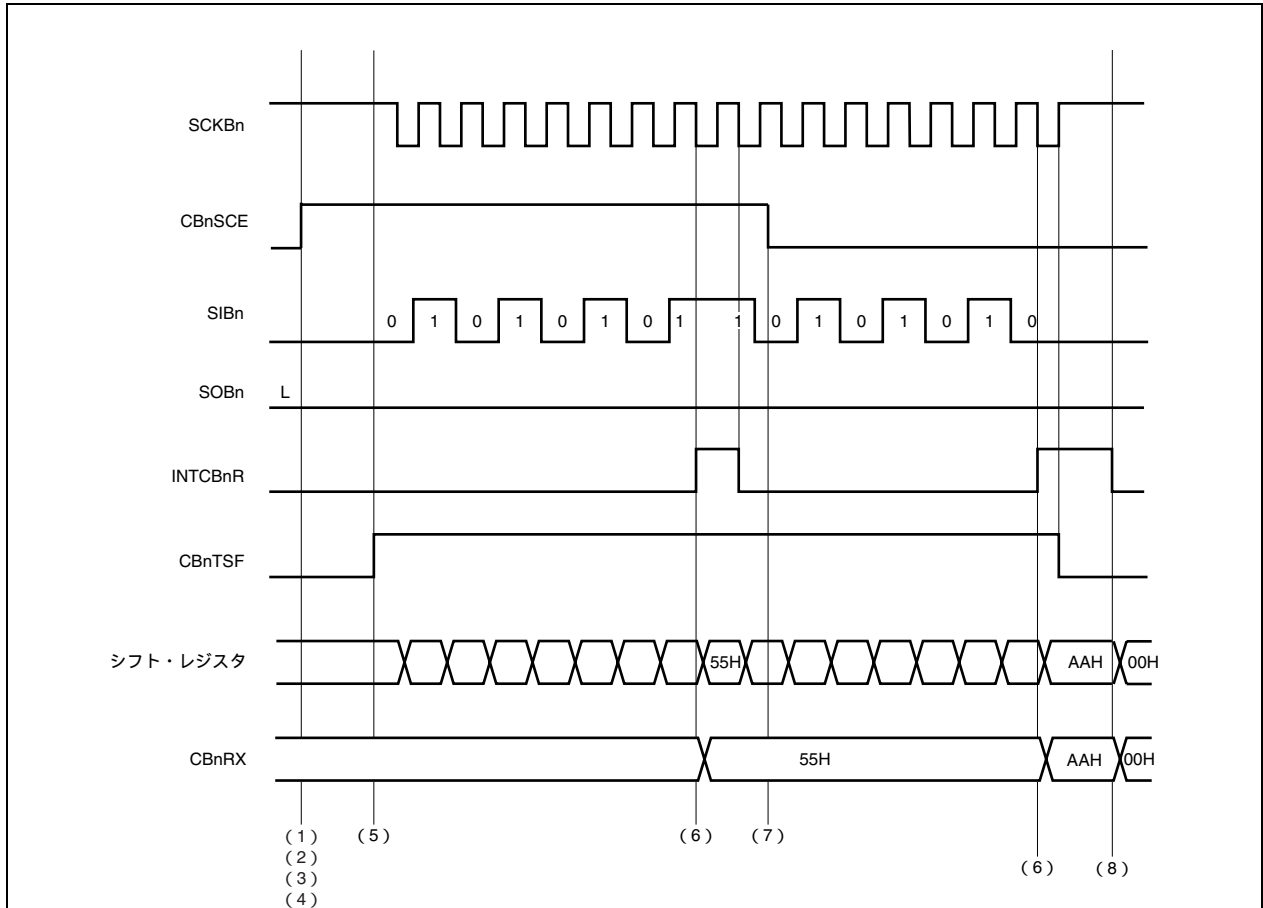 SCKBn
CBnSCE
SIBn
0 1 0 1 0 1 0 1 1 0 1 0 1 0 1 0
SOBn L
INTCBnR
CBnTSF
シフト・レジスタ 55H AAH 00H
CBnRX 55H AAH 00H
(1) (5) (6) (7)
(2)
(3) (6) (8)
(4)